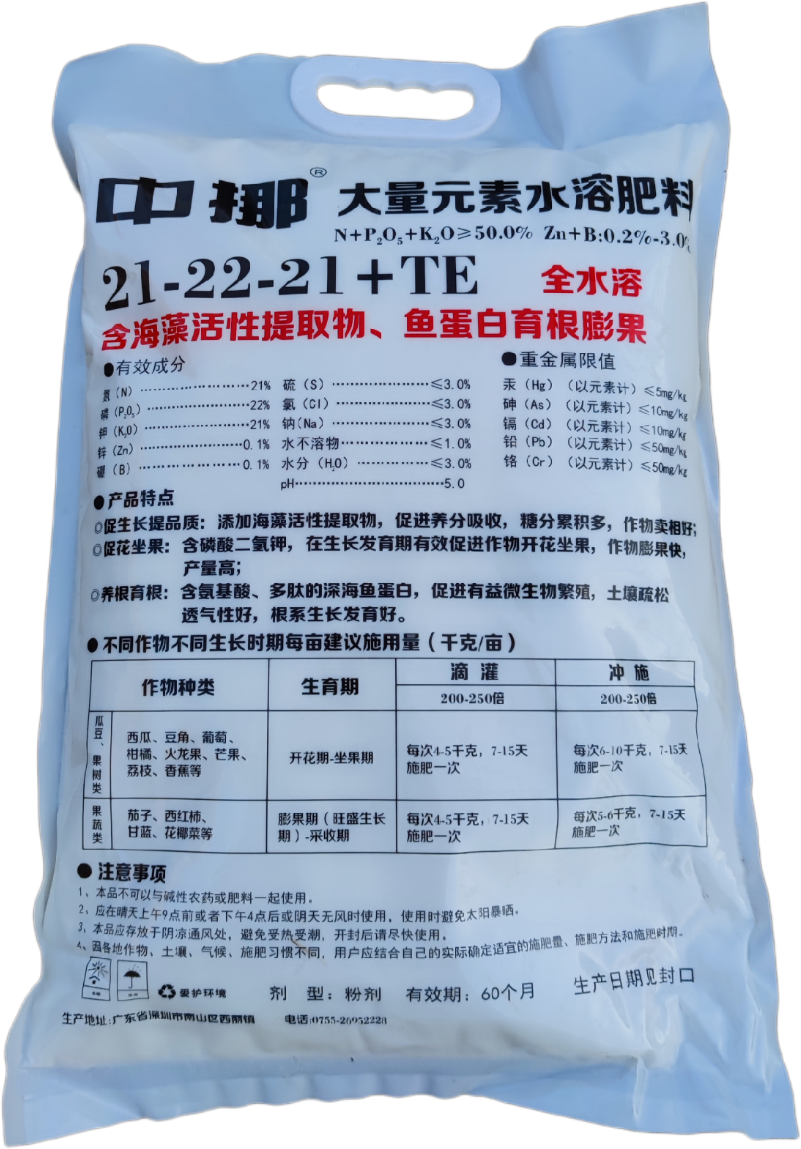 中挪® 大量元素水溶肥料
N+P₂O₅+K₂O≥50.0% Zn+B:0.2%-3.0%
21-22-21+TE 全水溶
含海藻活性提取物、鱼蛋白育根膨果
●有效成分
氮(N)……21% 硫(S)……≤3.0%
磷(P₂O₅)……22% 氯(Cl)……≤3.0%
钾(K₂O)……21% 钠(Na)……≤3.0%
锌(Zn)……0.1% 水不溶物……≤1.0%
硼(B)……0.1% 水分(H₂O)……≤3.0%
pH……5.0
●重金属限值
汞(Hg)(以元素计)≤5mg/kg
砷(As)(以元素计)≤10mg/kg
镉(Cd)(以元素计)≤10mg/kg
铅(Pb)(以元素计)≤50mg/kg
铬(Cr)(以元素计)≤50mg/kg
●产品特点
◎促生长提品质：添加海藻活性提取物，促进养分吸收，糖分累积多，作物卖相好；
◎促花坐果：含磷酸二氢钾，在生长发育期有效促进作物开花坐果，作物膨果快，
产量高；
◎养根育根：含氨基酸、多肽的深海鱼蛋白，促进有益微生物繁殖，土壤疏松
透气性好，根系生长发育好。
●不同作物不同生长时期每亩建议施用量（千克/亩）
作物种类 生育期 滴灌 冲施
200-250倍 200-250倍
瓜豆、果树类
西瓜、豆角、葡萄、
柑橘、火龙果、芒果、
荔枝、香蕉等
开花期-坐果期
每次4-5千克，7-15天
施肥一次
每次6-10千克，7-15天
施肥一次
果蔬类
茄子、西红柿、
甘蓝、花椰菜等
膨果期（旺盛生长
期）-采收期
每次4-5千克，7-15天
施肥一次
每次5-6千克，7-15天
施肥一次
●注意事项
1、本品不可以与碱性农药或肥料一起使用。
2、应在晴天上午9点前或者下午4点后或阴天无风时使用，使用时避免太阳暴晒。
3、本品应存放于阴凉通风处，避免受热受潮，开封后请尽快使用。
4、因各地作物、土壤、气候、施肥习惯不同，用户应结合自己的实际确定适宜的施肥量、施肥方法和施肥时期。
爱护环境 剂 型：粉剂 有效期：60个月 生产日期见封口
生产地址：广东省深圳市南山区西丽镇 电话：0755-26952228